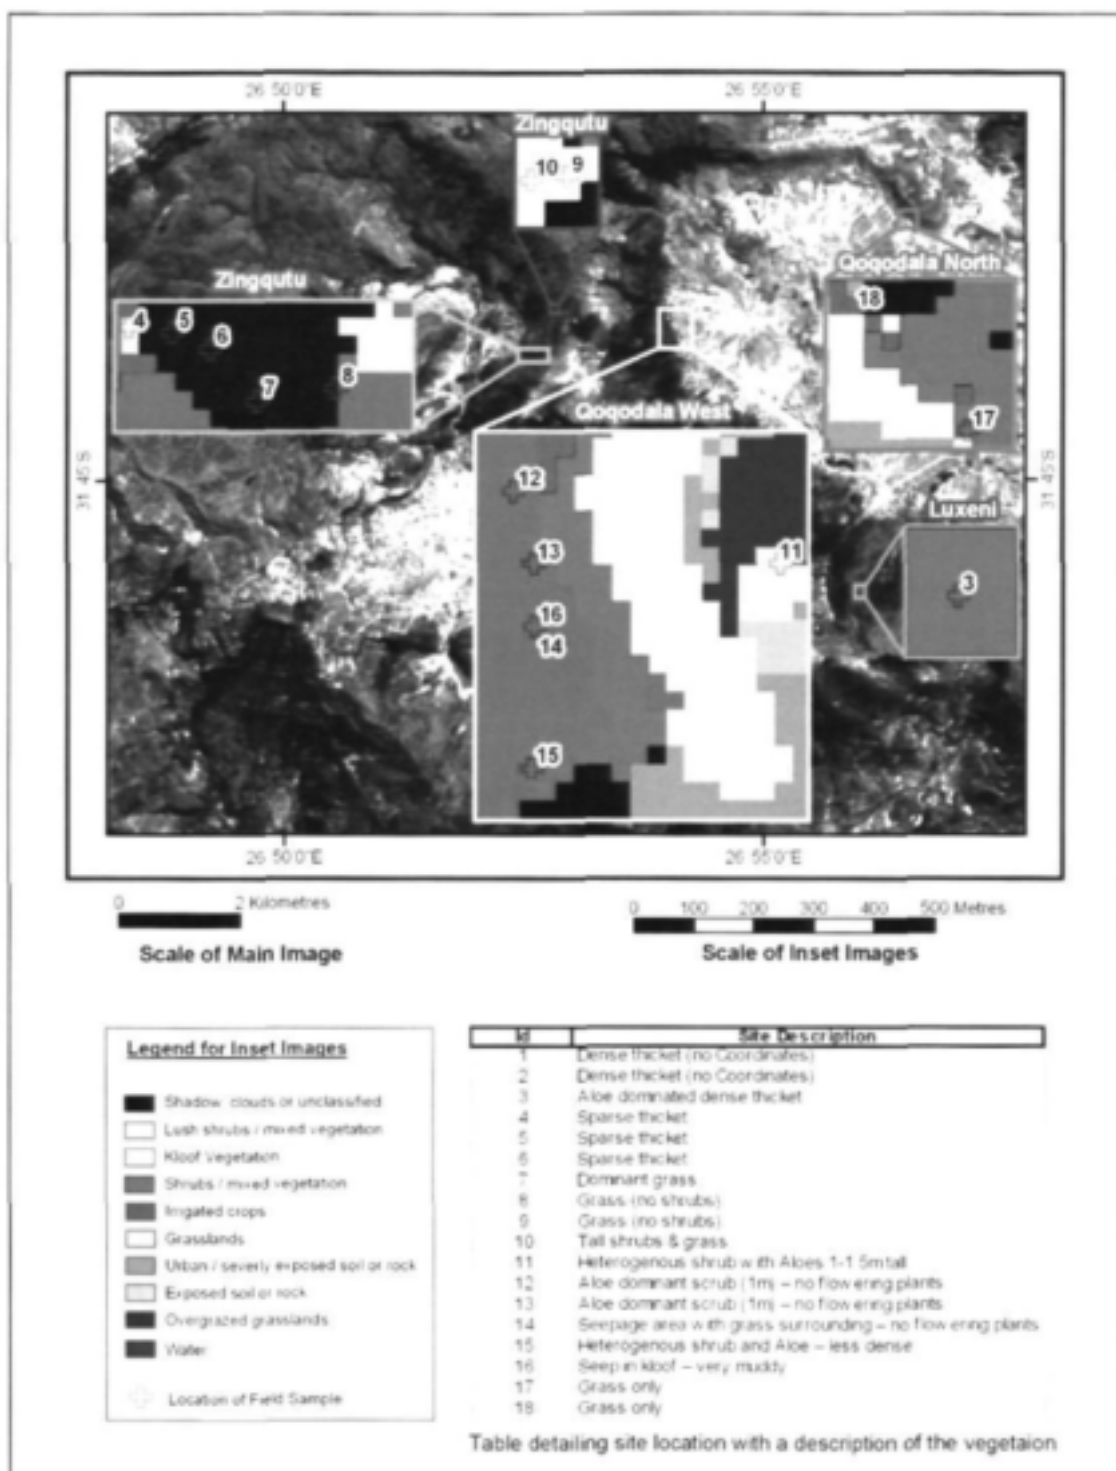 26 50'0"E
26 55'0"E
Zingqutu
10
9
Zingqutu
4
5
6
7
8
Qoqodala North
18
17
Qoqodala West
12
13
16
14
15
11
Luxeni
3
31 45'S
31 45'S
26 50'0"E
26 55'0"E
0 2 Kilometres
Scale of Main Image
0 100 200 300 400 500 Metres
Scale of Inset Images
Legend for Inset Images
Shadow, clouds or unclassified
Lush shrubs / mixed vegetation
Kloof Vegetation
Shrubs / mixed vegetation
Irrigated crops
Grasslands
Urban / severly exposed soil or rock
Exposed soil or rock
Overgrazed grasslands
Water
Location of Field Sample
Id Site Description
1 Dense thicket (no Coordinates)
2 Dense thicket (no Coordinates)
3 Aloe dominated dense thicket
4 Sparse thicket
5 Sparse thicket
6 Sparse thicket
7 Dominant grass
8 Grass (no shrubs)
9 Grass (no shrubs)
10 Tall shrubs & grass
11 Heterogenous shrub with Aloes 1-1.5m tall
12 Aloe dominant scrub (1m) – no flowering plants
13 Aloe dominant scrub (1m) – no flowering plants
14 Seepage area with grass surrounding – no flowering plants
15 Heterogenous shrub and Aloe – less dense
16 Seep in kloof – very muddy
17 Grass only
18 Grass only
Table detailing site location with a description of the vegetaion